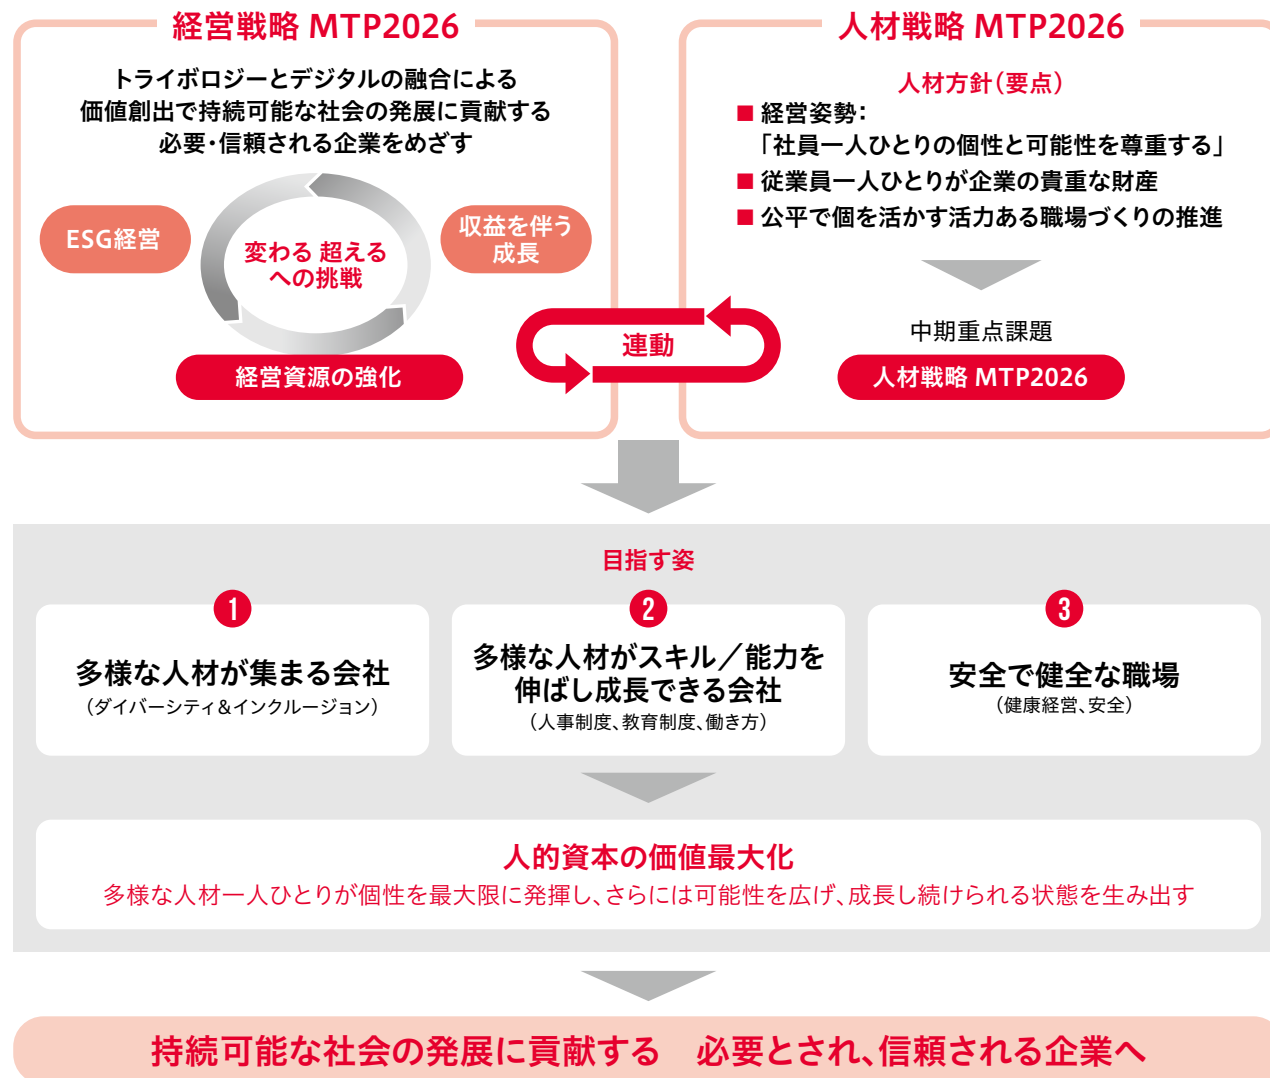 経営戦略 MTP2026
トライボロジーとデジタルの融合による
価値創出で持続可能な社会の発展に貢献する
必要・信頼される企業をめざす
ESG経営
変わる 超える
への挑戦
収益を伴う
成長
経営資源の強化
連動
人材戦略 MTP2026
人材方針（要点）
■ 経営姿勢：
「社員一人ひとりの個性と可能性を尊重する」
■ 従業員一人ひとりが企業の貴重な財産
■ 公平で個を活かす活力ある職場づくりの推進
中期重点課題
人材戦略 MTP2026
目指す姿
1
多様な人材が集まる会社
（ダイバーシティ＆インクルージョン）
2
多様な人材がスキル／能力を
伸ばし成長できる会社
（人事制度、教育制度、働き方）
3
安全で健全な職場
（健康経営、安全）
人的資本の価値最大化
多様な人材一人ひとりが個性を最大限に発揮し、さらには可能性を広げ、成長し続けられる状態を生み出す
持続可能な社会の発展に貢献する　必要とされ、信頼される企業へ